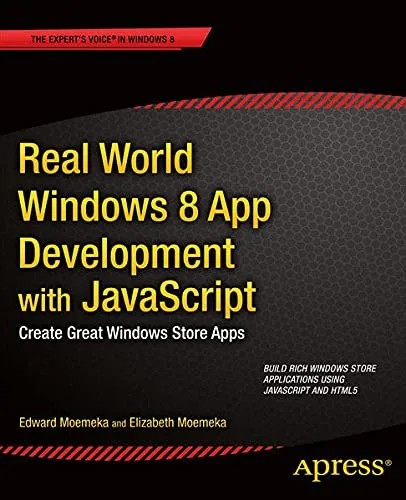 THE EXPERT'S VOICE® IN WINDOWS 8
Real World
Windows 8 App
Development
with JavaScript
Create Great Windows Store Apps
BUILD RICH WINDOWS STORE
APPLICATIONS USING
JAVASCRIPT AND HTML5
Edward Moemeka and Elizabeth Moemeka
Apress®